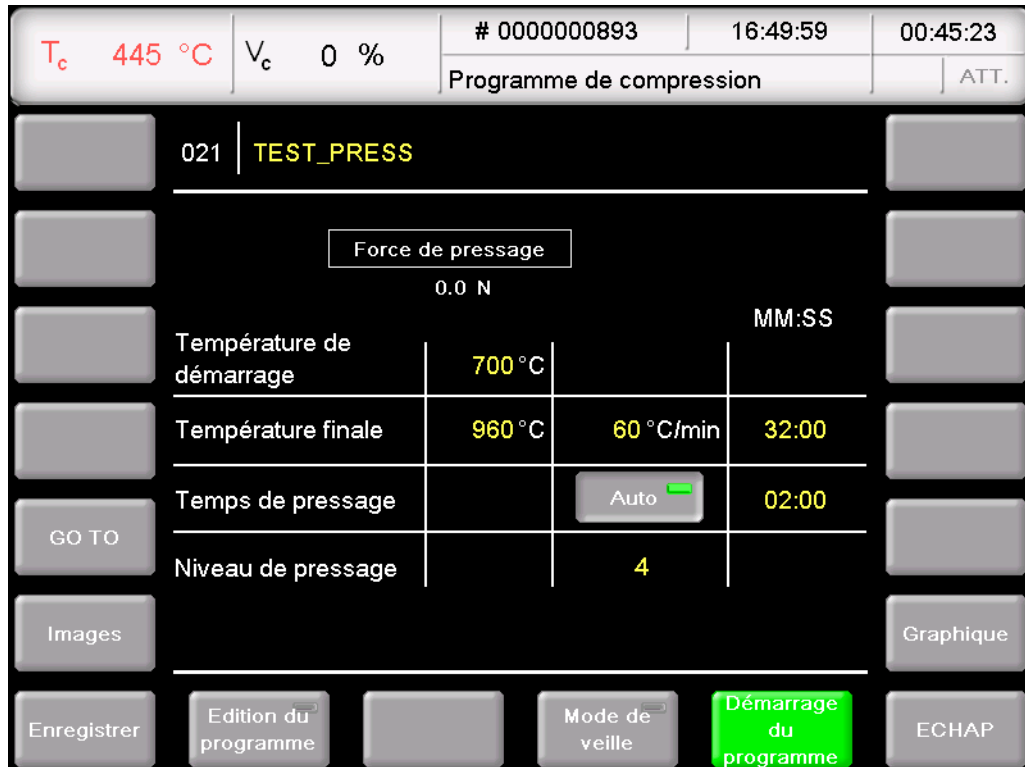 Tc 445 °C
Vc 0 %
# 0000000893
16:49:59
00:45:23
Programme de compression
ATT.
021 TEST_PRESS
Force de pressage
0.0 N
MM:SS
Température de
démarrage
700 °C
Température finale 960 °C 60 °C/min 32:00
Temps de pressage Auto 02:00
GO TO
Niveau de pressage 4
Images
Graphique
Enregistrer
Edition du
programme
Mode de
veille
Démarrage
du
programme
ECHAP